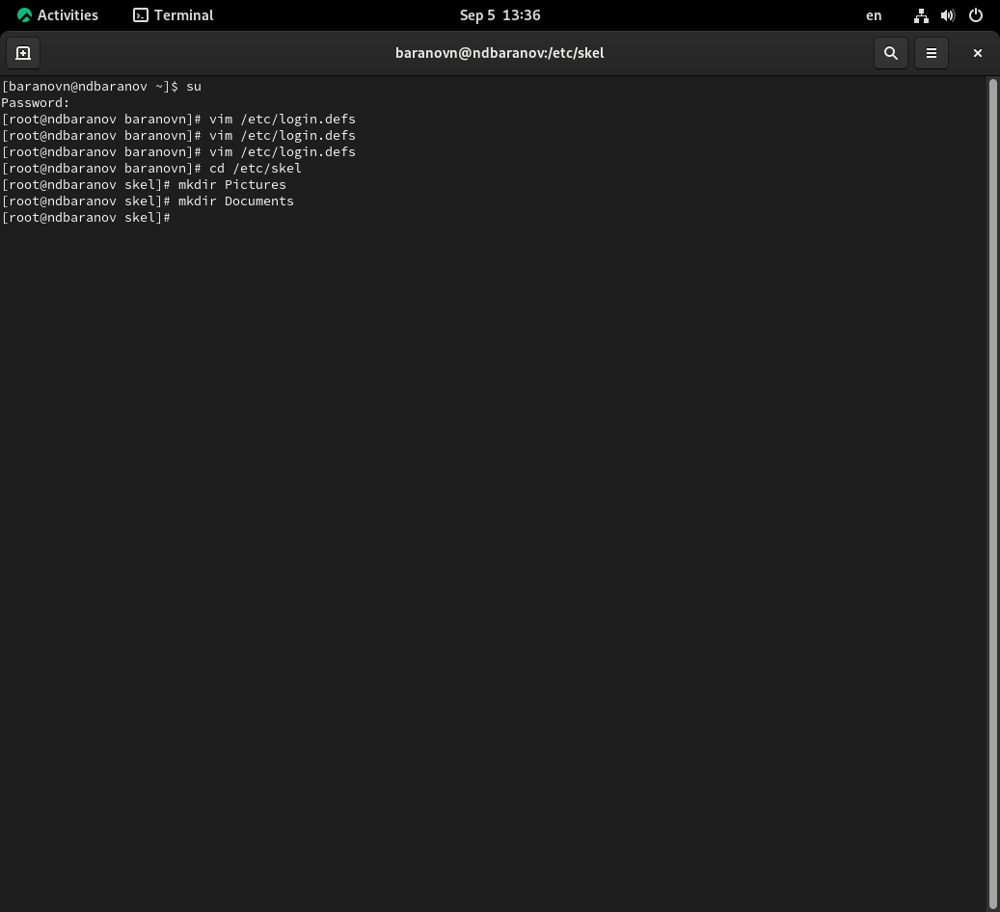 Activities Terminal Sep 5 13:36 en
baranovn@ndbaranov:/etc/skel
[baranovn@ndbaranov ~]$ su
Password:
[root@ndbaranov baranovn]# vim /etc/login.defs
[root@ndbaranov baranovn]# vim /etc/login.defs
[root@ndbaranov baranovn]# vim /etc/login.defs
[root@ndbaranov baranovn]# cd /etc/skel
[root@ndbaranov skel]# mkdir Pictures
[root@ndbaranov skel]# mkdir Documents
[root@ndbaranov skel]#